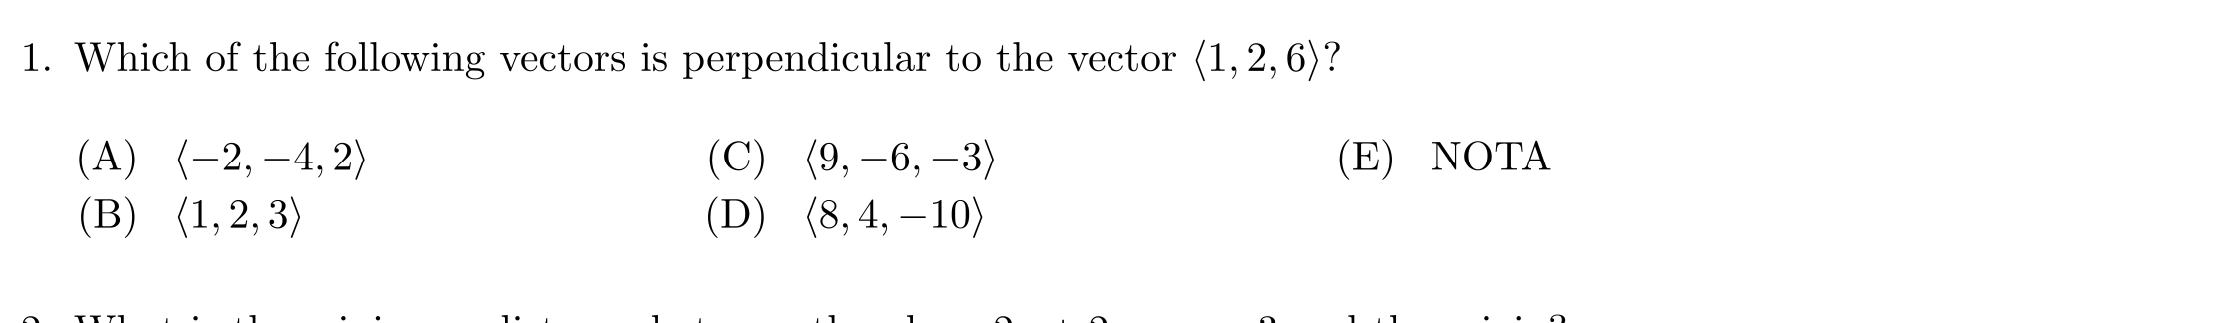 1. Which of the following vectors is perpendicular to the vector ⟨1, 2, 6⟩?
(A) ⟨−2, −4, 2⟩ (C) ⟨9, −6, −3⟩ (E) NOTA
(B) ⟨1, 2, 3⟩ (D) ⟨8, 4, −10⟩